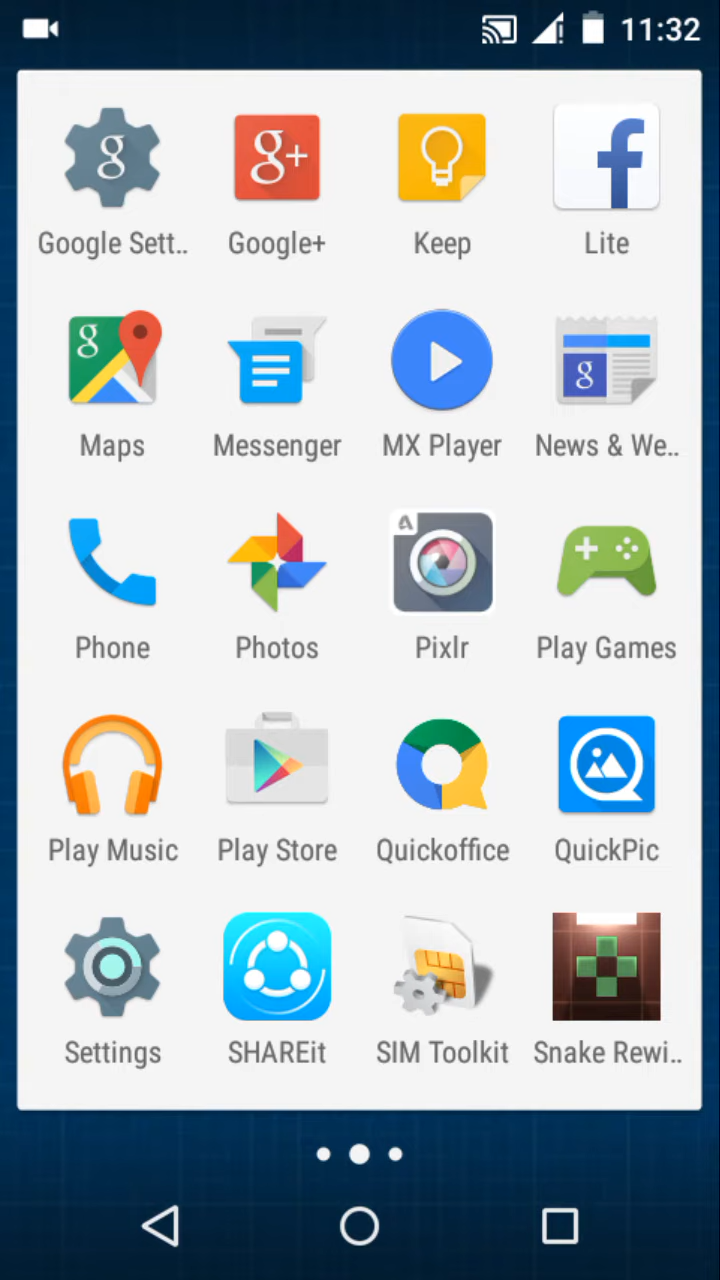 11:32
Google Sett..
Google+
Keep
Lite
Maps
Messenger
MX Player
News & We..
Phone
Photos
Pixlr
Play Games
Play Music
Play Store
Quickoffice
QuickPic
Settings
SHAREit
SIM Toolkit
Snake Rewi..